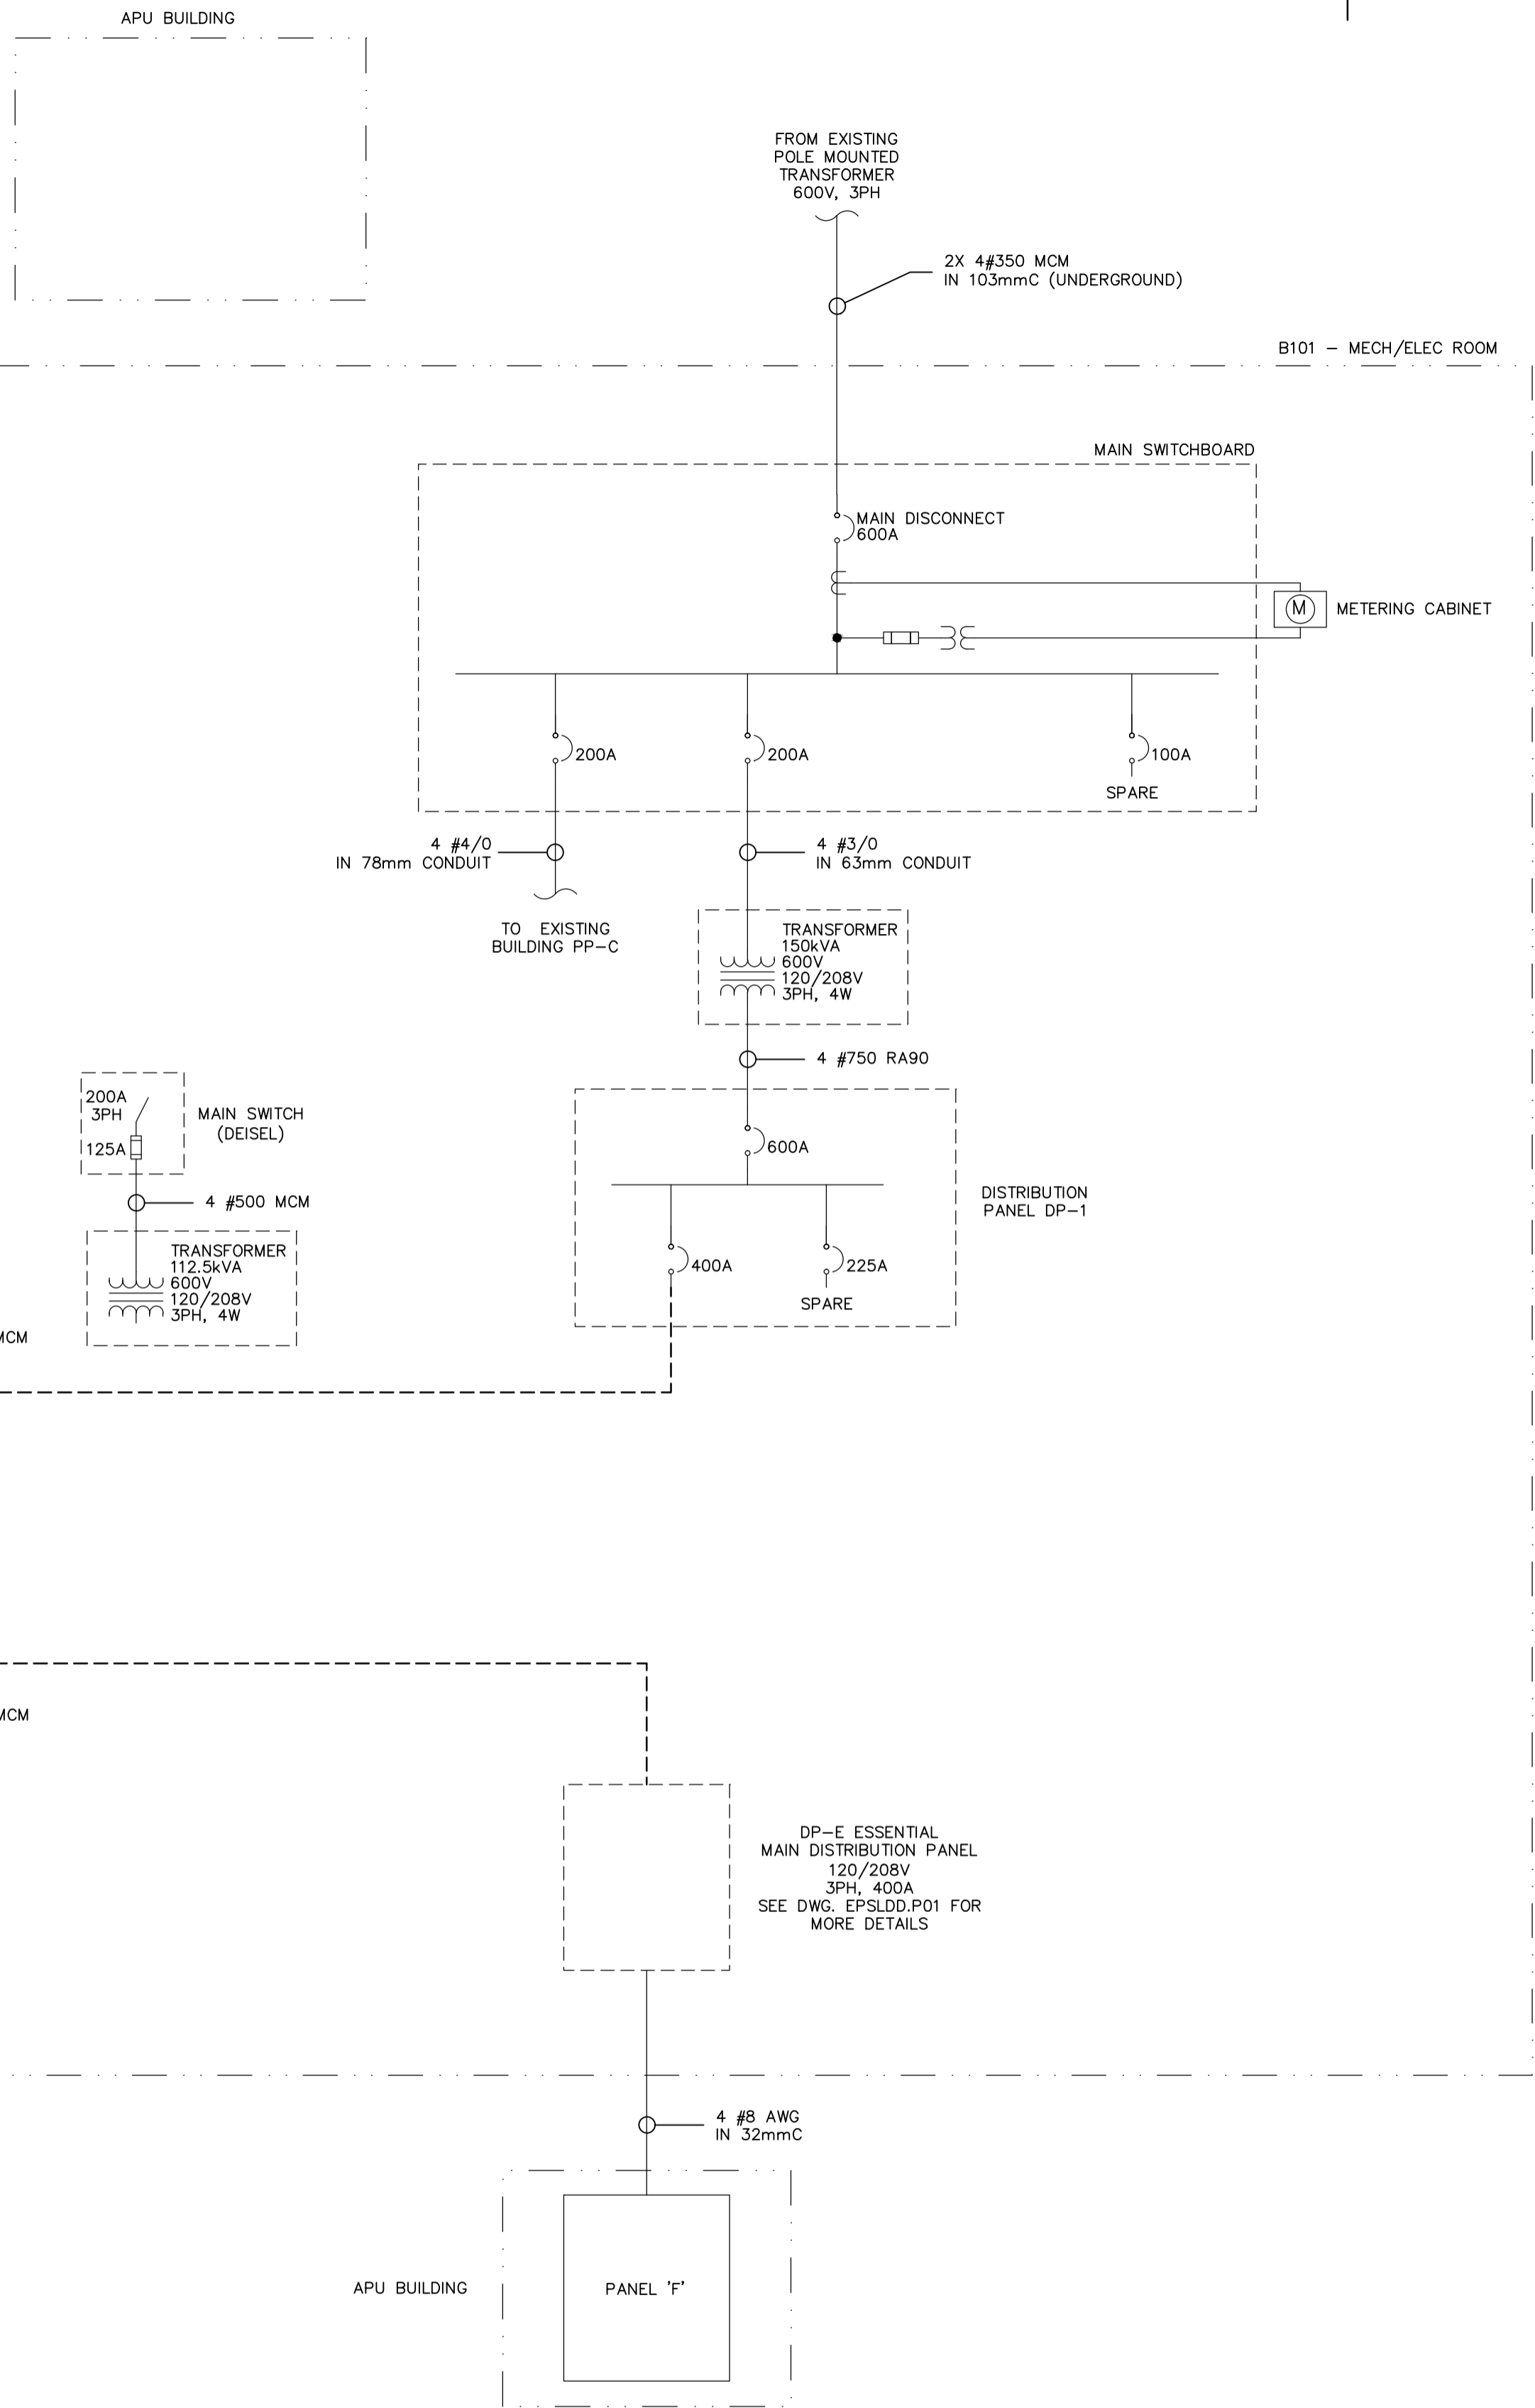 APU BUILDING
FROM EXISTING
POLE MOUNTED
TRANSFORMER
600V, 3PH
2X 4#350 MCM
IN 103mmC (UNDERGROUND)
B101 - MECH/ELEC ROOM
MAIN SWITCHBOARD
MAIN DISCONNECT
600A
M
METERING CABINET
200A
200A
100A
SPARE
4 #4/0
IN 78mm CONDUIT
4 #3/0
IN 63mm CONDUIT
TO EXISTING
BUILDING PP-C
TRANSFORMER
150kVA
600V
120/208V
3PH, 4W
4 #750 RA90
200A
3PH
125A
MAIN SWITCH
(DEISEL)
600A
4 #500 MCM
DISTRIBUTION
PANEL DP-1
TRANSFORMER
112.5kVA
600V
120/208V
3PH, 4W
400A
225A
SPARE
MCM
MCM
DP-E ESSENTIAL
MAIN DISTRIBUTION PANEL
120/208V
3PH, 400A
SEE DWG. EPSLDD.P01 FOR
MORE DETAILS
4 #8 AWG
IN 32mmC
APU BUILDING
PANEL 'F'